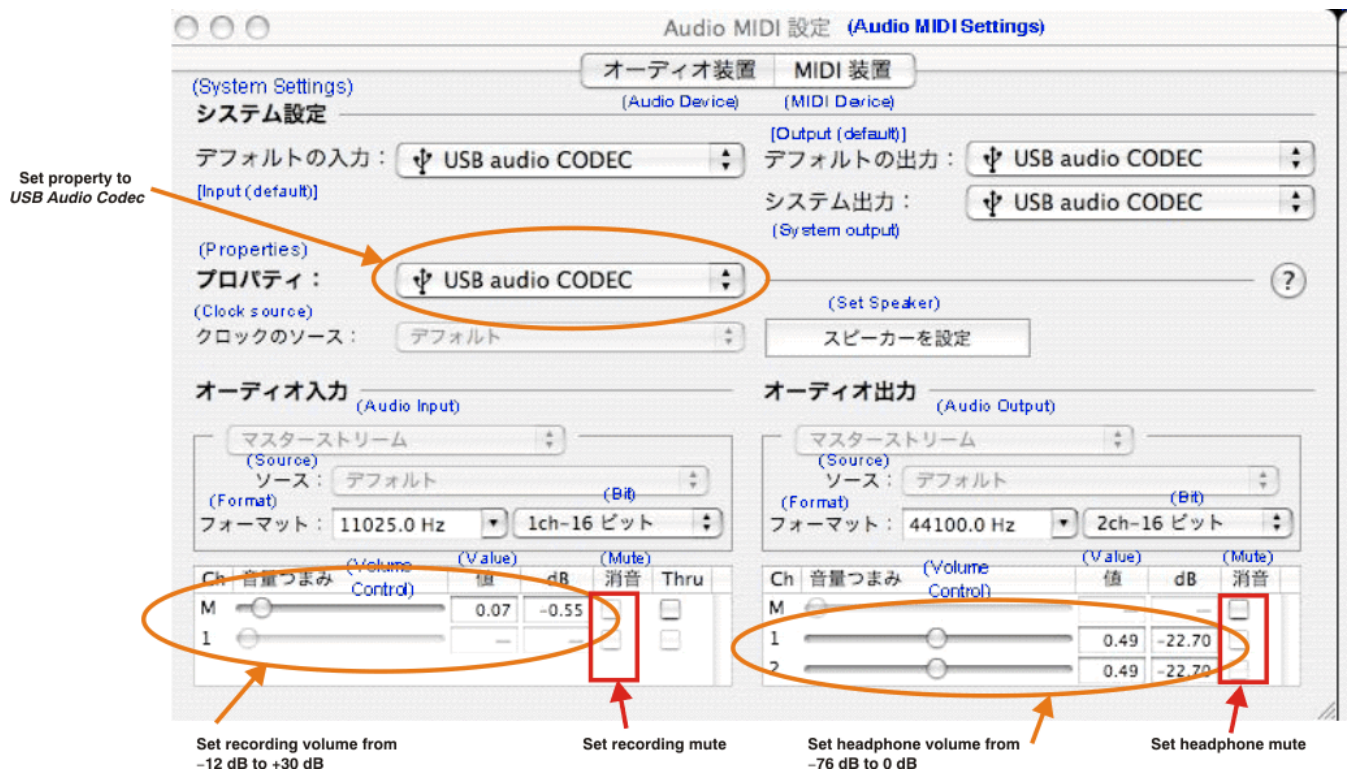 Audio MIDI 設定 (Audio MIDI Settings)
オーディオ装置 MIDI 装置
(Audio Device) (MIDI Device)
(System Settings)
システム設定
[Output (default)]
デフォルトの入力： USB audio CODEC
デフォルトの出力： USB audio CODEC
[Input (default)]
システム出力： USB audio CODEC
(System output)
Set property to
USB Audio Codec
(Properties)
プロパティ： USB audio CODEC ?
(Clock source)
クロックのソース： デフォルト
(Set Speaker)
スピーカーを設定
オーディオ入力
(Audio Input)
マスターストリーム
(Source)
ソース： デフォルト
(Format) (Bit)
フォーマット： 11025.0 Hz 1ch-16 ビット
(Volume Control) (Value) (Mute)
Ch 音量つまみ 値 dB 消音 Thru
M 0.07 -0.55
1 — —
オーディオ出力
(Audio Output)
マスターストリーム
(Source)
ソース： デフォルト
(Format) (Bit)
フォーマット： 44100.0 Hz 2ch-16 ビット
(Volume Control) (Value) (Mute)
Ch 音量つまみ 値 dB 消音
M — —
1 0.49 -22.70
2 0.49 -22.70
Set recording volume from
−12 dB to +30 dB
Set recording mute
Set headphone volume from
−76 dB to 0 dB
Set headphone mute